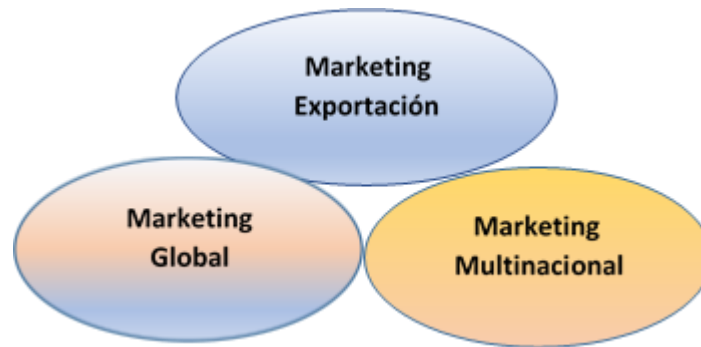 Marketing
Exportación
Marketing
Global
Marketing
Multinacional